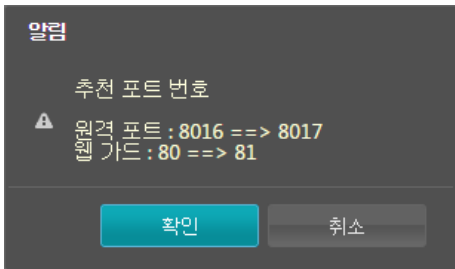 알림
추천 포트 번호
원격 포트 : 8016 ==> 8017
웹 가드 : 80 ==> 81
확인
취소